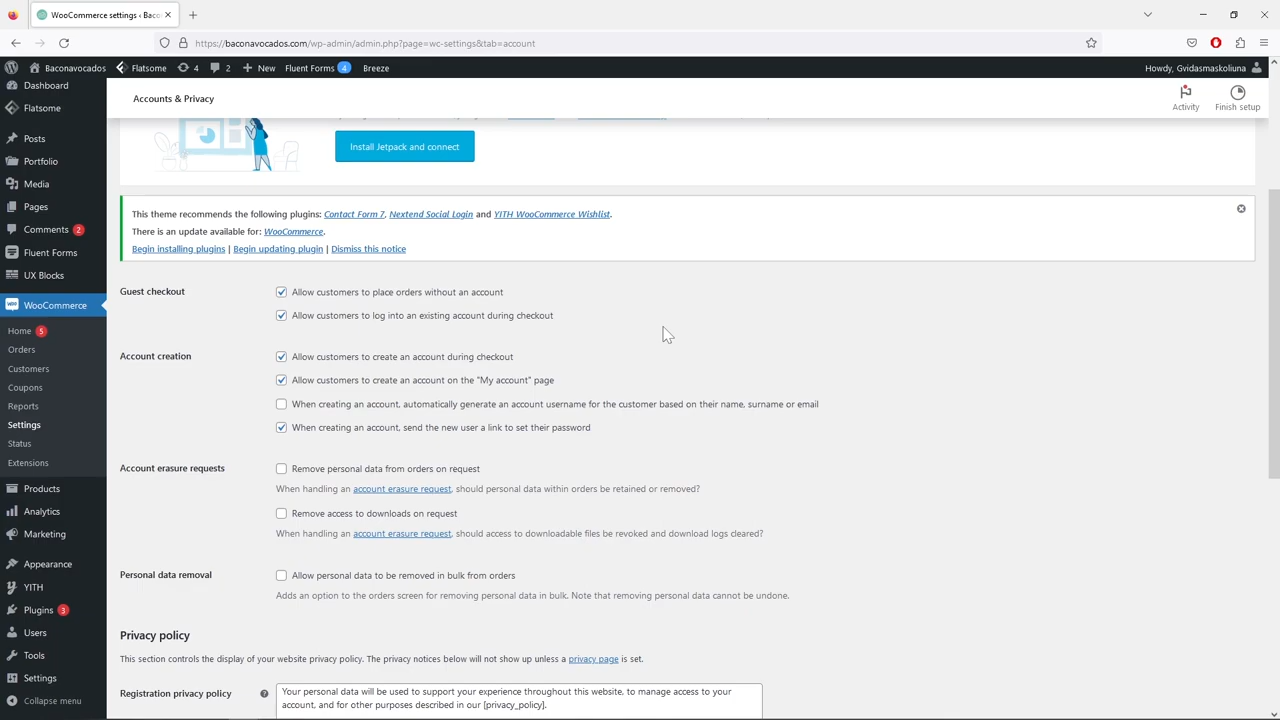 WooCommerce settings ‹ Baco
https://baconavocados.com/wp-admin/admin.php?page=wc-settings&tab=account
Baconavocados
Flatsome
4
2
New
Fluent Forms 4
Breeze
Howdy, Gvidasmaskoliuna
Dashboard
Flatsome
Posts
Portfolio
Media
Pages
Comments 2
Fluent Forms
UX Blocks
WooCommerce
Home 5
Orders
Customers
Coupons
Reports
Settings
Status
Extensions
Products
Analytics
Marketing
Appearance
YITH
Plugins 3
Users
Tools
Settings
Collapse menu
Accounts & Privacy
Activity
Finish setup
Install Jetpack and connect
This theme recommends the following plugins: Contact Form 7, Nextend Social Login and YITH WooCommerce Wishlist.
There is an update available for: WooCommerce.
Begin installing plugins | Begin updating plugin | Dismiss this notice
Guest checkout
Allow customers to place orders without an account
Allow customers to log into an existing account during checkout
Account creation
Allow customers to create an account during checkout
Allow customers to create an account on the "My account" page
When creating an account, automatically generate an account username for the customer based on their name, surname or email
When creating an account, send the new user a link to set their password
Account erasure requests
Remove personal data from orders on request
When handling an account erasure request, should personal data within orders be retained or removed?
Remove access to downloads on request
When handling an account erasure request, should access to downloadable files be revoked and download logs cleared?
Personal data removal
Allow personal data to be removed in bulk from orders
Adds an option to the orders screen for removing personal data in bulk. Note that removing personal data cannot be undone.
Privacy policy
This section controls the display of your website privacy policy. The privacy notices below will not show up unless a privacy page is set.
Registration privacy policy
Your personal data will be used to support your experience throughout this website, to manage access to your
account, and for other purposes described in our [privacy_policy].